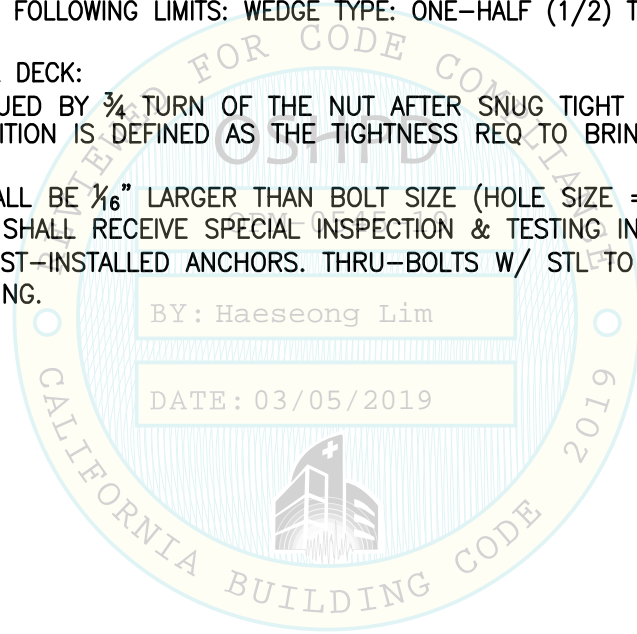 FOLLOWING LIMITS: WEDGE TYPE: ONE–HALF (1/2) T
DECK:
UED BY ¾ TURN OF THE NUT AFTER SNUG TIGHT
ITION IS DEFINED AS THE TIGHTNESS REQ TO BRIN
ALL BE 1/16" LARGER THAN BOLT SIZE (HOLE SIZE =
SHALL RECEIVE SPECIAL INSPECTION & TESTING IN
ST–INSTALLED ANCHORS. THRU–BOLTS W/ STL TO
NG.
REVIEWED FOR CODE COMPLIANCE
OSHPD
BY: Haeseong Lim
DATE: 03/05/2019
CALIFORNIA BUILDING CODE 2019